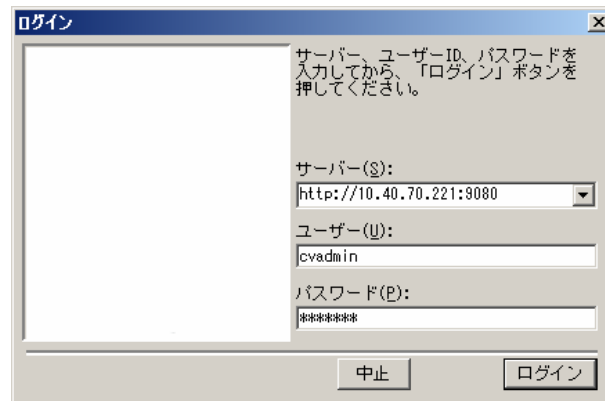 ログイン
サーバー、ユーザーID、パスワードを
入力してから、「ログイン」ボタンを
押してください。
サーバー(S):
http://10.40.70.221:9080
ユーザー(U):
cvadmin
パスワード(P):
*******
中止
ログイン